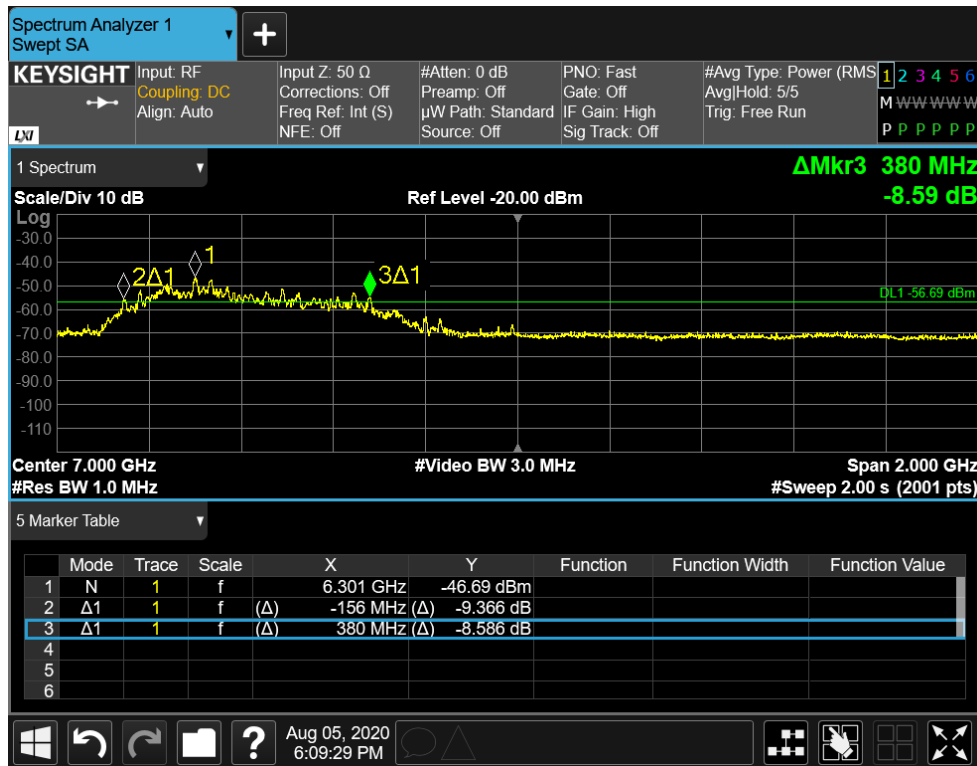 Spectrum Analyzer 1
Swept SA
KEYSIGHT
LXI
Input: RF
Coupling: DC
Align: Auto
Input Z: 50 Ω
Corrections: Off
Freq Ref: Int (S)
NFE: Off
#Atten: 0 dB
Preamp: Off
µW Path: Standard
Source: Off
PNO: Fast
Gate: Off
IF Gain: High
Sig Track: Off
#Avg Type: Power (RMS
Avg|Hold: 5/5
Trig: Free Run
1 2 3 4 5 6
M W W W W W
P P P P P P
1 Spectrum
ΔMkr3 380 MHz
-8.59 dB
Scale/Div 10 dB
Ref Level -20.00 dBm
Log
-30.0
-40.0
-50.0
-60.0
-70.0
-80.0
-90.0
-100
-110
2Δ1
1
3Δ1
DL1 -56.69 dBm
Center 7.000 GHz
#Video BW 3.0 MHz
Span 2.000 GHz
#Res BW 1.0 MHz
#Sweep 2.00 s (2001 pts)
5 Marker Table
Mode Trace Scale X Y Function Function Width Function Value
1 N 1 f 6.301 GHz -46.69 dBm
2 Δ1 1 f (Δ) -156 MHz (Δ) -9.366 dB
3 Δ1 1 f (Δ) 380 MHz (Δ) -8.586 dB
4
5
6
?
Aug 05, 2020
6:09:29 PM